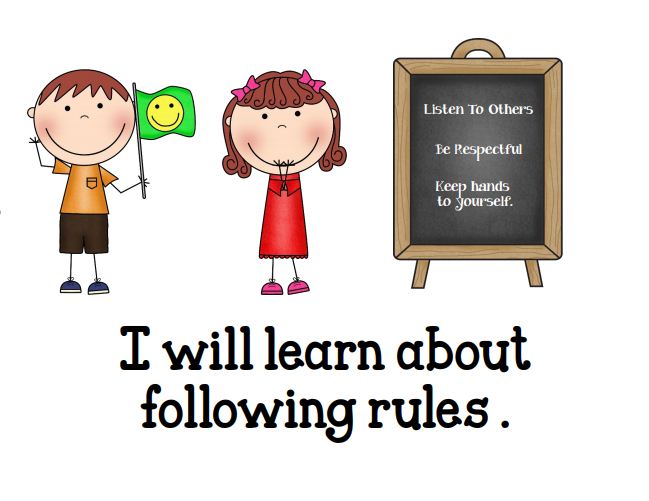 Listen To Others
Be Respectful
Keep hands
to yourself.
I will learn about
following rules .